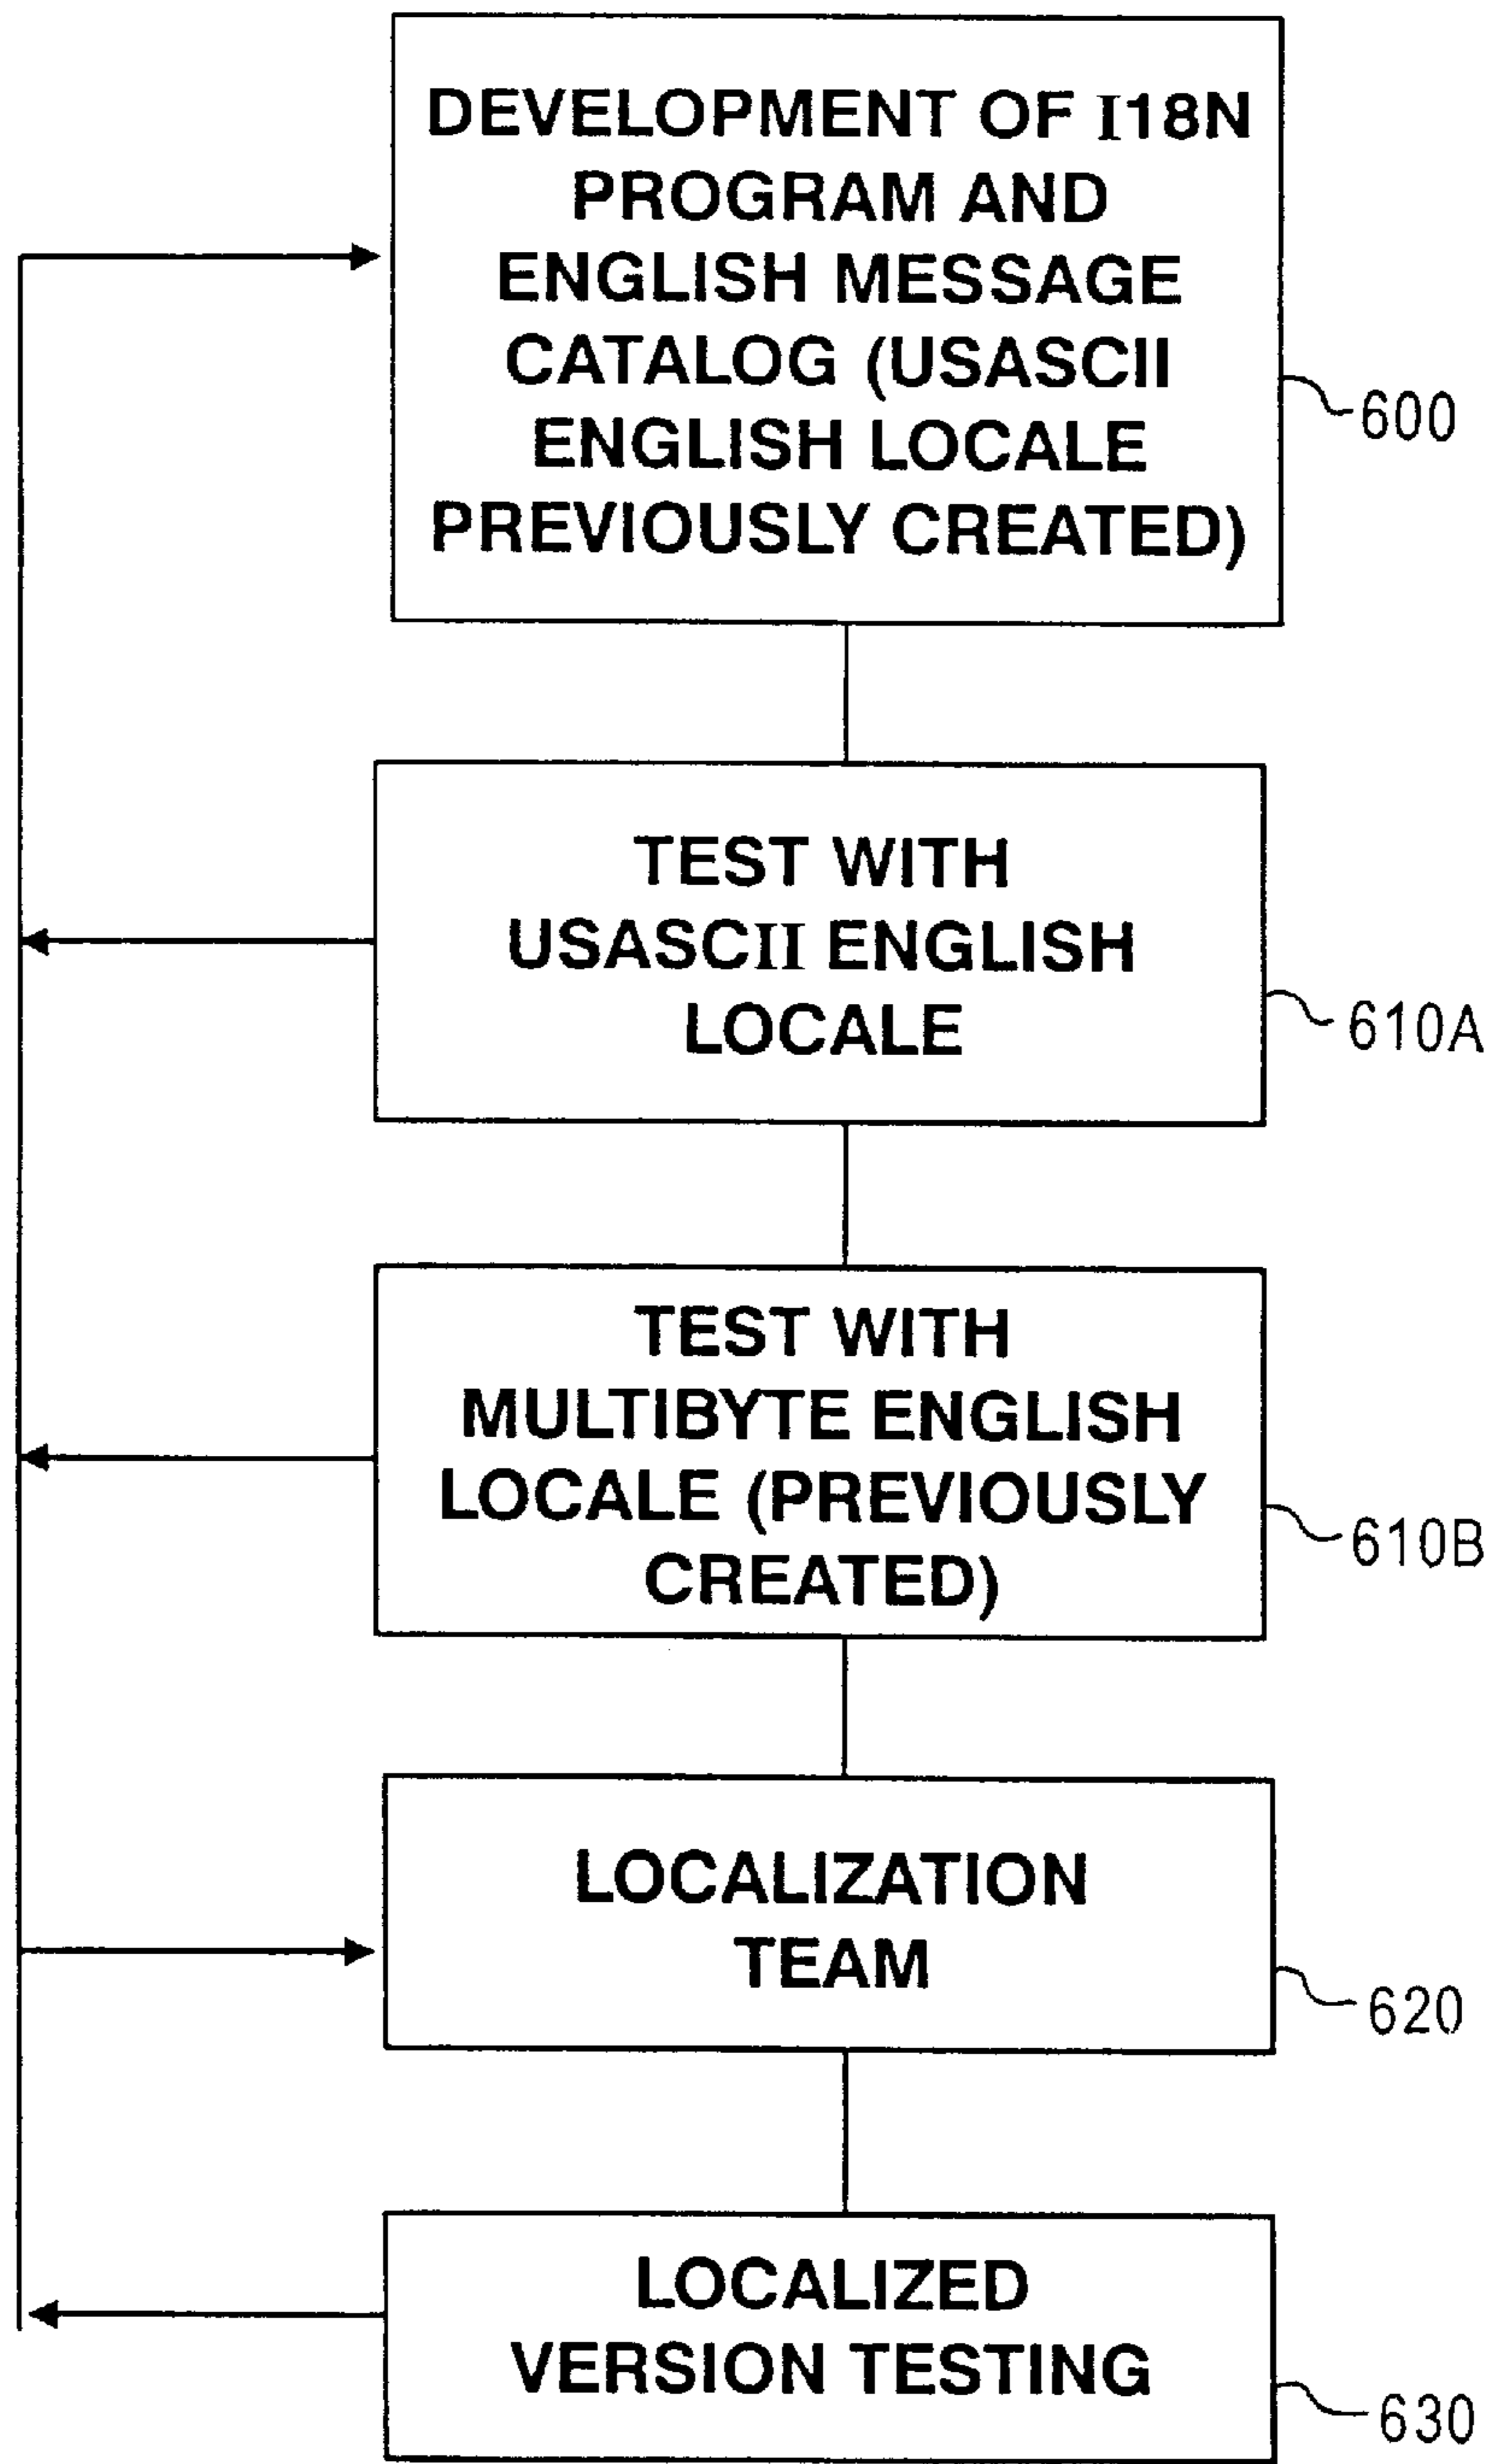 DEVELOPMENT OF I18N
PROGRAM AND
ENGLISH MESSAGE
CATALOG (USASCII
ENGLISH LOCALE
PREVIOUSLY CREATED)
600
TEST WITH
USASCII ENGLISH
LOCALE
610A
TEST WITH
MULTIBYTE ENGLISH
LOCALE (PREVIOUSLY
CREATED)
610B
LOCALIZATION
TEAM
620
LOCALIZED
VERSION TESTING
630